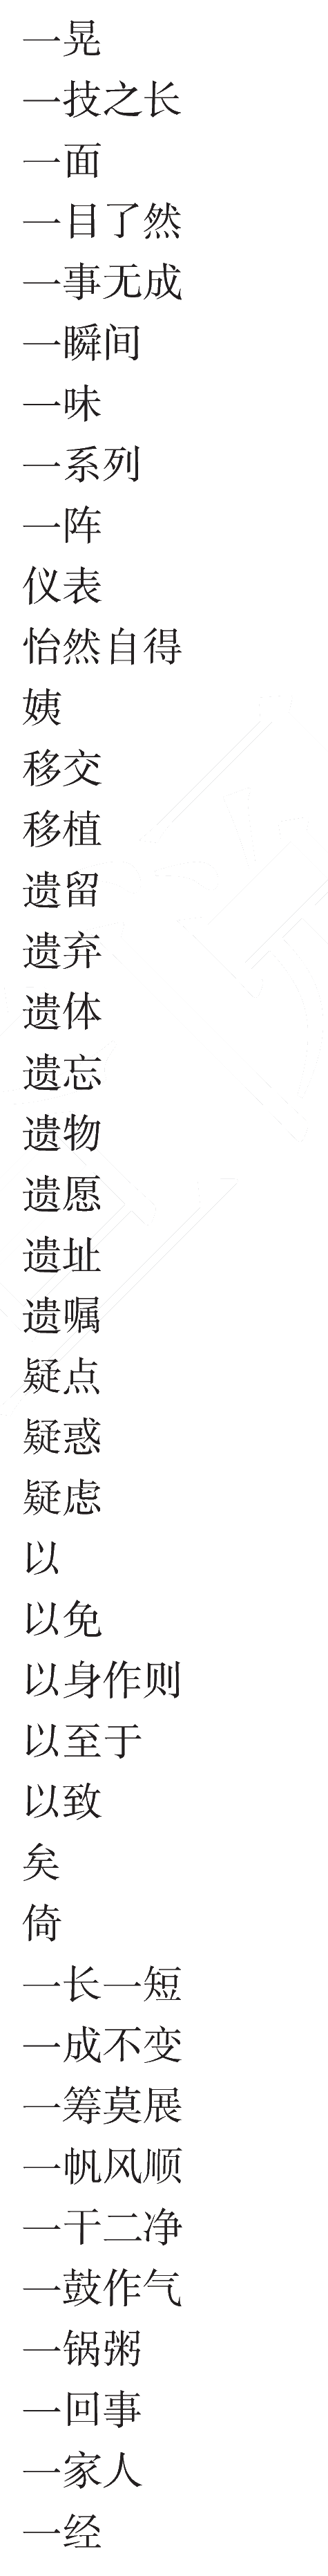 一晃
一技之长
一面
一目了然
一事无成
一瞬间
一味
一系列
一阵
仪表
怡然自得
姨
移交
移植
遗留
遗弃
遗体
遗忘
遗物
遗愿
遗址
遗嘱
疑点
疑惑
疑虑
以
以免
以身作则
以至于
以致
矣
倚
一长一短
一成不变
一筹莫展
一帆风顺
一干二净
一鼓作气
一锅粥
一回事
一家人
一经